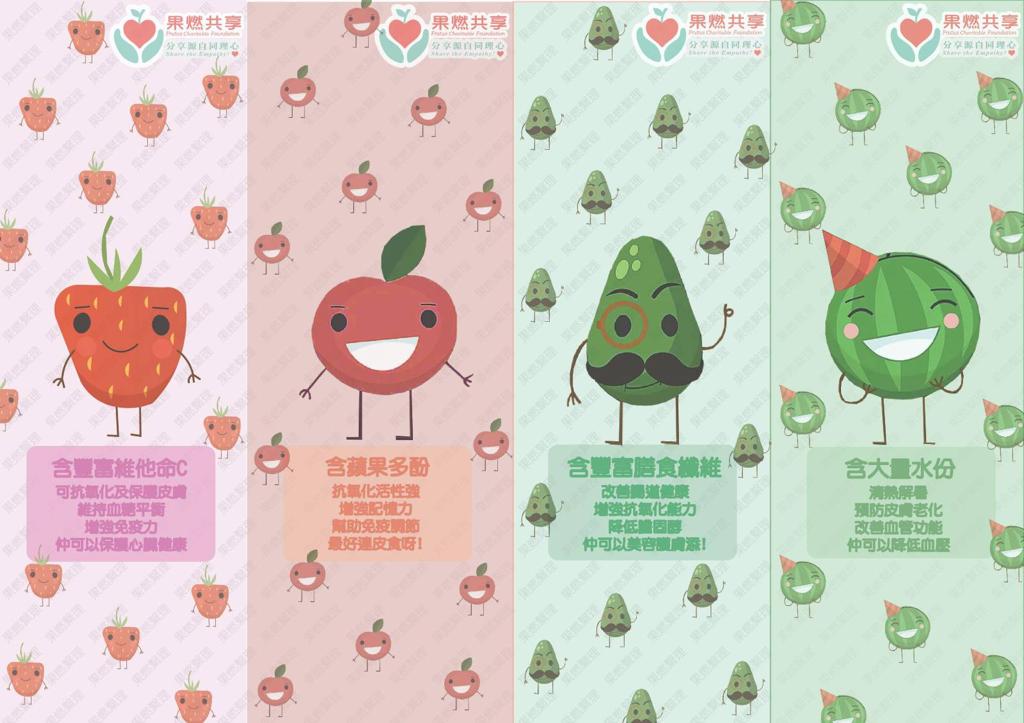 果燃共享
Fructus Charitable Foundation
分享源自同理心
Share the Empathy!
果燃共享
Fructus Charitable Foundation
分享源自同理心
Share the Empathy!
果燃共享
Fructus Charitable Foundation
分享源自同理心
Share the Empathy!
果燃共享
Fructus Charitable Foundation
分享源自同理心
Share the Empathy!
含豐富維他命C
可抗氧化及保護皮膚
維持血糖平衡
增強免疫力
仲可以保護心臟健康
含蘋果多酚
抗氧化活性強
增強記憶力
幫助免疫調節
最好連皮食呀!
含豐富膳食纖維
改善腸道健康
增強抗氧化能力
降低膽固醇
仲可以美容護膚添!
含大量水份
清熱解暑
預防皮膚老化
改善血管功能
仲可以降低血壓